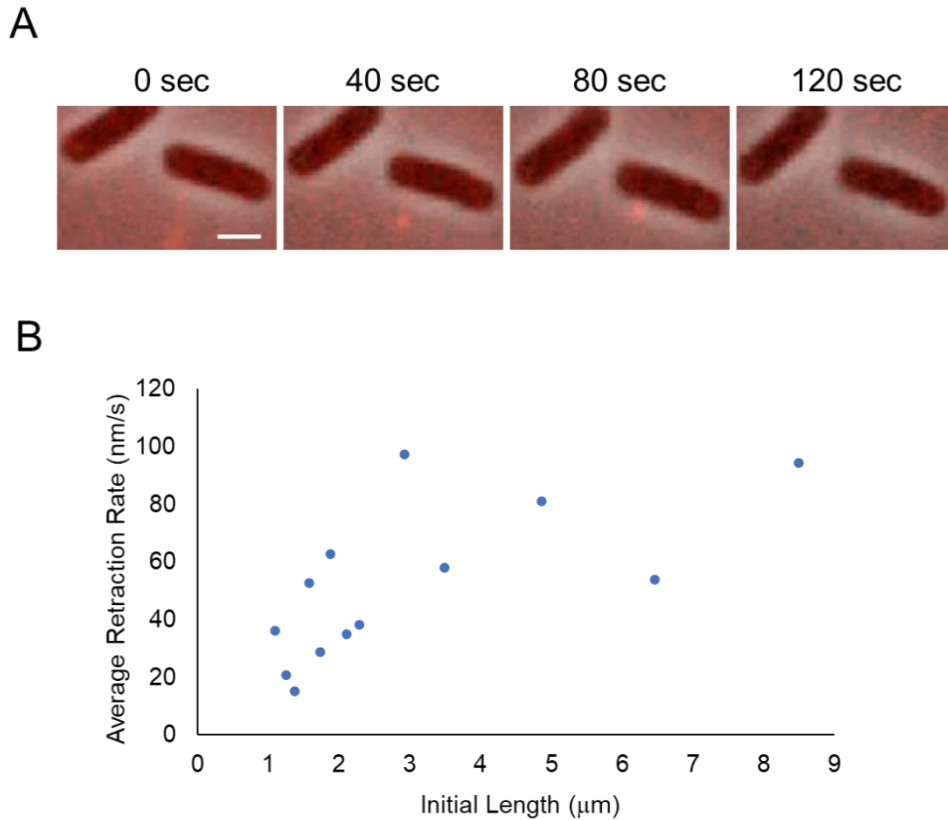 A
0 sec 40 sec 80 sec 120 sec
B
120
100
80
60
40
20
0
Average Retraction Rate (nm/s)
0 1 2 3 4 5 6 7 8 9
Initial Length (μm)